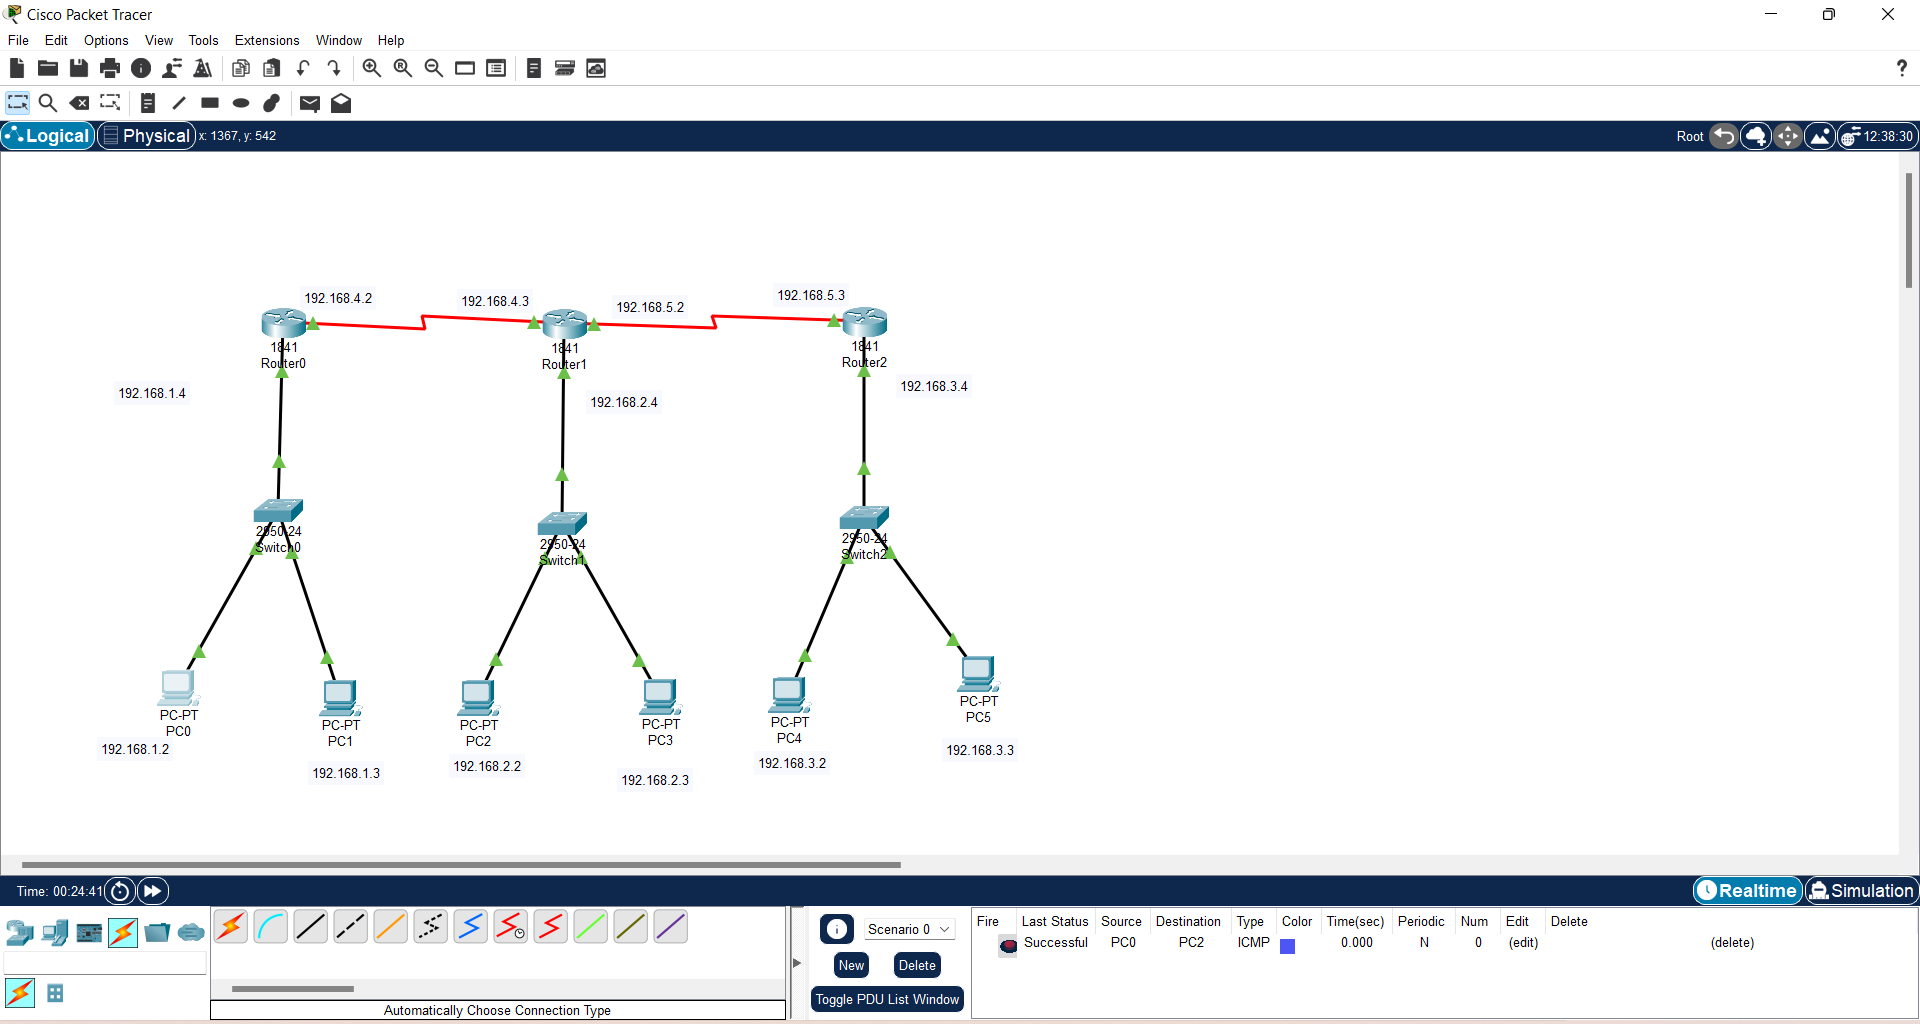 Cisco Packet Tracer
File Edit Options View Tools Extensions Window Help
?
Logical Physical x: 1367, y: 542 Root 12:38:30
192.168.4.2 192.168.4.3 192.168.5.2 192.168.5.3
1841
Router0
1841
Router1
1841
Router2
192.168.1.4
192.168.2.4
192.168.3.4
2950-24
Switch0
2950-24
Switch1
2950-24
Switch2
PC-PT
PC0
192.168.1.2
PC-PT
PC1
192.168.1.3
PC-PT
PC2
192.168.2.2
PC-PT
PC3
192.168.2.3
PC-PT
PC4
192.168.3.2
PC-PT
PC5
192.168.3.3
Time: 00:24:41 Realtime Simulation
Automatically Choose Connection Type
Scenario 0
New Delete
Toggle PDU List Window
Fire Last Status Source Destination Type Color Time(sec) Periodic Num Edit Delete
Successful PC0 PC2 ICMP 0.000 N 0 (edit) (delete)